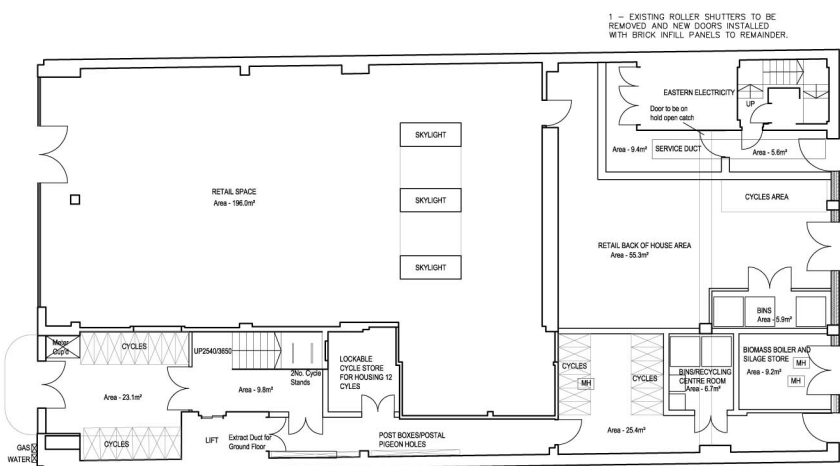 1 – EXISTING ROLLER SHUTTERS TO BE
REMOVED AND NEW DOORS INSTALLED
WITH BRICK INFILL PANELS TO REMAINDER.
EASTERN ELECTRICITY
UP
Door to be on
hold open catch
SKYLIGHT
Area - 9.4m²
SERVICE DUCT
Area - 5.6m²
RETAIL SPACE
Area - 196.0m²
SKYLIGHT
CYCLES AREA
RETAIL BACK OF HOUSE AREA
Area - 55.3m²
SKYLIGHT
BINS
Area - 5.9m²
Meter
Cup'd
CYCLES
UP2540/3650
2No. Cycle
Stands
LOCKABLE
CYCLE STORE
FOR HOUSING 12
CYLES
CYCLES
MH
CYCLES
BINS/RECYCLING
CENTRE ROOM
Area - 6.7m²
BIOMASS BOILER AND
SILAGE STORE
Area - 9.2m²
MH
MH
Area - 23.1m²
Area - 9.8m²
CYCLES
LIFT
Extract Duct for
Ground Floor
POST BOXES/POSTAL
PIGEON HOLES
Area - 25.4m²
GAS
WATER